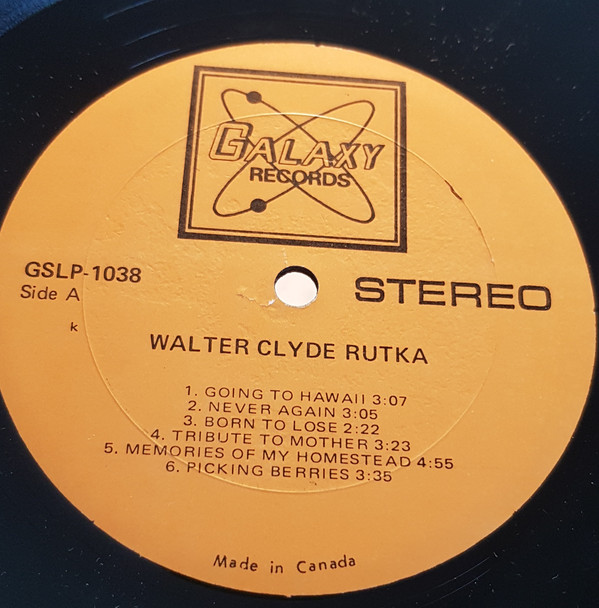 GALAXY
RECORDS
GSLP-1038
Side A
STEREO
k
WALTER CLYDE RUTKA
1. GOING TO HAWAII 3:07
2. NEVER AGAIN 3:05
3. BORN TO LOSE 2:22
4. TRIBUTE TO MOTHER 3:23
5. MEMORIES OF MY HOMESTEAD 4:55
6. PICKING BERRIES 3:35
Made in Canada